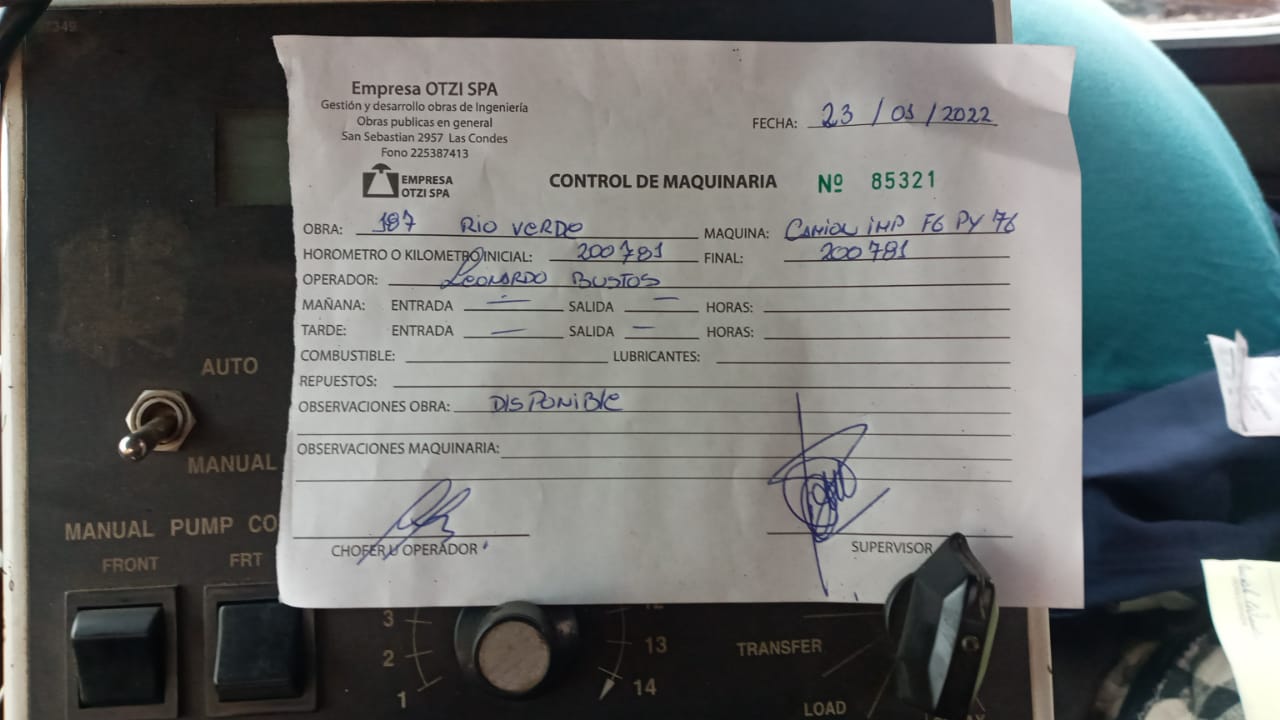 Empresa OTZI SPA
Gestión y desarrollo obras de Ingeniería
Obras publicas en general
San Sebastian 2957 Las Condes
Fono 225387413
EMPRESA
OTZI SPA
FECHA: 23 / 01 / 2022
CONTROL DE MAQUINARIA Nº 85321
OBRA: 187 RIO VERDE MAQUINA: CAMION IMP FG PY 76
HOROMETRO O KILOMETRO INICIAL: 200781 FINAL: 200781
OPERADOR: LEONARDO BUSTOS
MAÑANA: ENTRADA — SALIDA — HORAS:
TARDE: ENTRADA — SALIDA — HORAS:
COMBUSTIBLE: LUBRICANTES:
REPUESTOS:
OBSERVACIONES OBRA: DISPONIBLE
OBSERVACIONES MAQUINARIA:
CHOFER U OPERADOR SUPERVISOR
AUTO
MANUAL
MANUAL PUMP CO
FRONT FRT
3
2
1
12
13
14
TRANSFER
LOAD